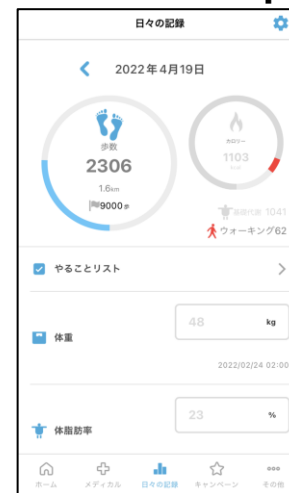 日々の記録
2022年4月19日
歩数
2306
1.6km
9000歩
カロリー
1103
kcal
基礎代謝 1041
ウォーキング62
やることリスト
体重
48 kg
2022/02/24 02:00
体脂肪率
23 %
ホーム メディカル 日々の記録 キャンペーン その他